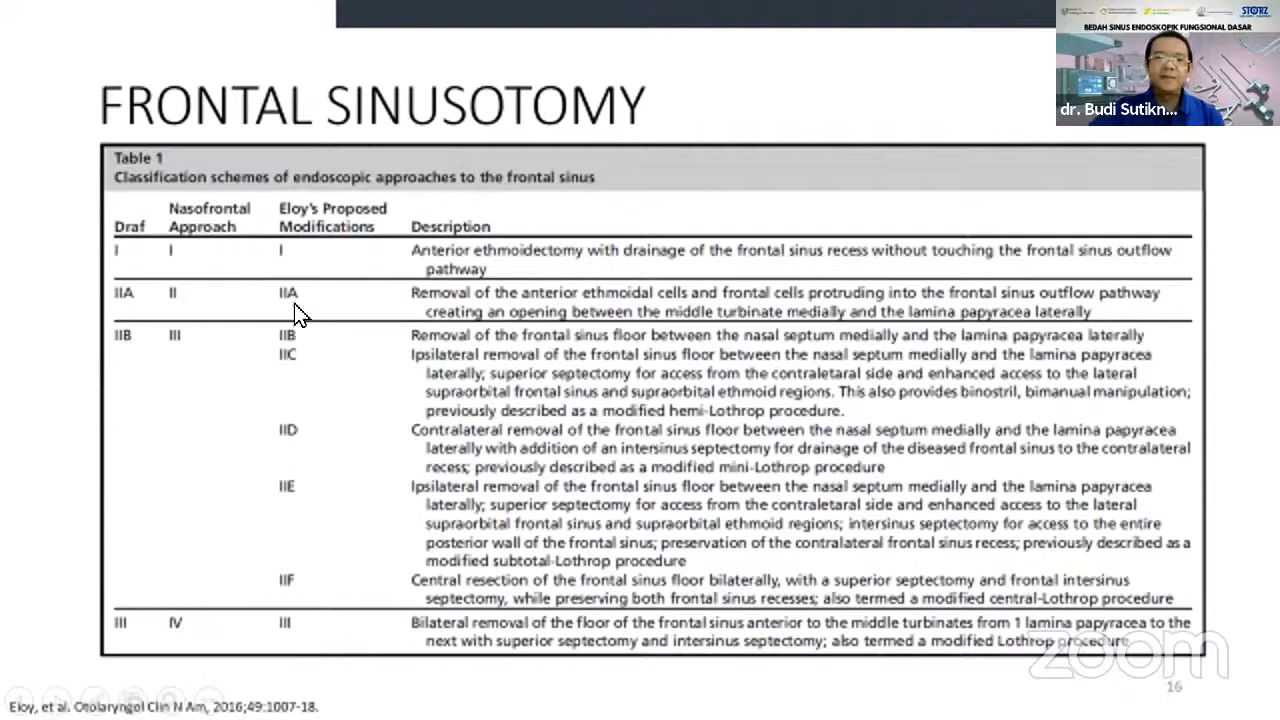 STORZ
BEDAH SINUS ENDOSKOPIK FUNGSIONAL DASAR
dr. Budi Sutikn...
FRONTAL SINUSOTOMY
Table 1
Classification schemes of endoscopic approaches to the frontal sinus
Draf Nasofrontal Approach Eloy's Proposed Modifications Description
I I I Anterior ethmoidectomy with drainage of the frontal sinus recess without touching the frontal sinus outflow
pathway
IIA II IIA Removal of the anterior ethmoidal cells and frontal cells protruding into the frontal sinus outflow pathway
creating an opening between the middle turbinate medially and the lamina papyracea laterally
IIB III IIB Removal of the frontal sinus floor between the nasal septum medially and the lamina papyracea laterally
IIC Ipsilateral removal of the frontal sinus floor between the nasal septum medially and the lamina papyracea
laterally; superior septectomy for access from the contraletaral side and enhanced access to the lateral
supraorbital frontal sinus and supraorbital ethmoid regions. This also provides binostril, bimanual manipulation;
previously described as a modified hemi-Lothrop procedure.
IID Contralateral removal of the frontal sinus floor between the nasal septum medially and the lamina papyracea
laterally with addition of an intersinus septectomy for drainage of the diseased frontal sinus to the contralateral
recess; previously described as a modified mini-Lothrop procedure
IIE Ipsilateral removal of the frontal sinus floor between the nasal septum medially and the lamina papyracea
laterally; superior septectomy for access from the contraletaral side and enhanced access to the lateral
supraorbital frontal sinus and supraorbital ethmoid regions; intersinus septectomy for access to the entire
posterior wall of the frontal sinus; preservation of the contralateral frontal sinus recess; previously described as a
modified subtotal-Lothrop procedure
IIF Central resection of the frontal sinus floor bilaterally, with a superior septectomy and frontal intersinus
septectomy, while preserving both frontal sinus recesses; also termed a modified central-Lothrop procedure
III IV III Bilateral removal of the floor of the frontal sinus anterior to the middle turbinates from 1 lamina papyracea to the
next with superior septectomy and intersinus septectomy; also termed a modified Lothrop procedure
zoom
16
Eloy, et al. Otolaryngol Clin N Am, 2016;49:1007-18.